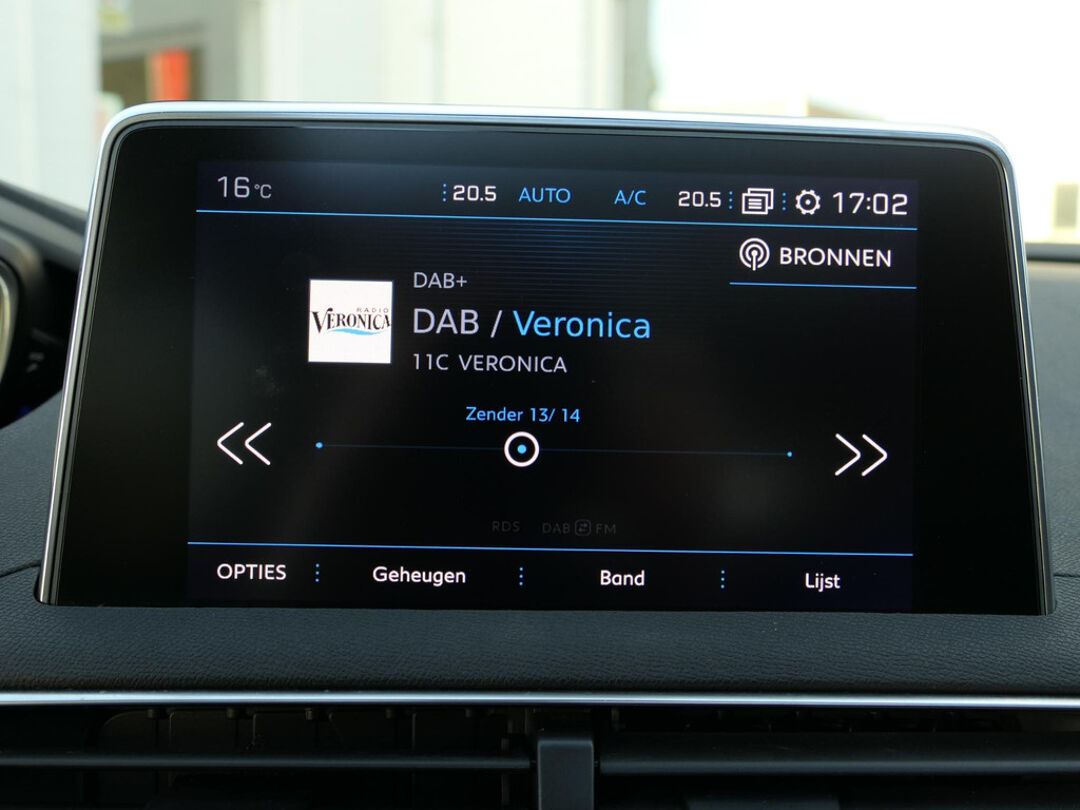 16°C 20.5 AUTO A/C 20.5 17:02
BRONNEN
DAB+
RADIO
VERONICA
DAB / Veronica
11C VERONICA
Zender 13/ 14
RDS DAB FM
OPTIES Geheugen Band Lijst